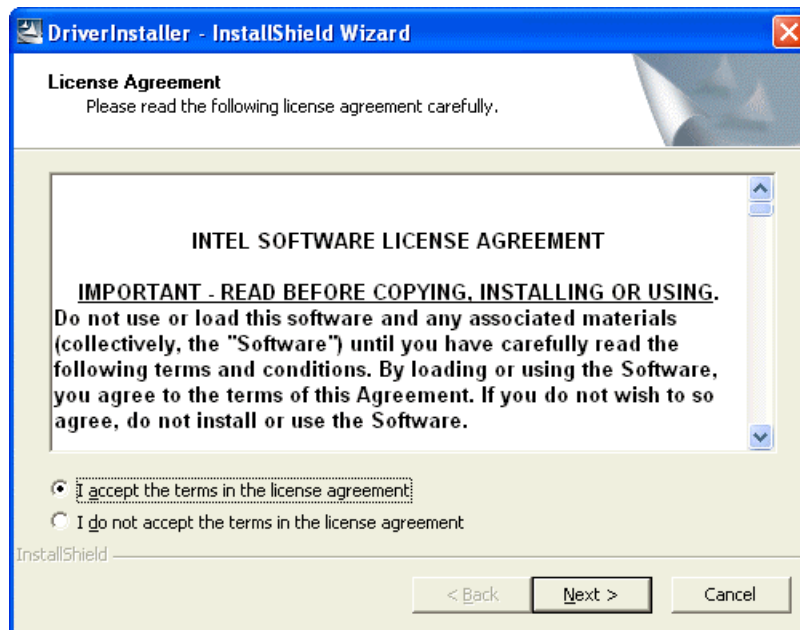 DriverInstaller - InstallShield Wizard
License Agreement
Please read the following license agreement carefully.
INTEL SOFTWARE LICENSE AGREEMENT
IMPORTANT - READ BEFORE COPYING, INSTALLING OR USING.
Do not use or load this software and any associated materials
(collectively, the "Software") until you have carefully read the
following terms and conditions. By loading or using the Software,
you agree to the terms of this Agreement. If you do not wish to so
agree, do not install or use the Software.
I accept the terms in the license agreement
I do not accept the terms in the license agreement
InstallShield
< Back
Next >
Cancel